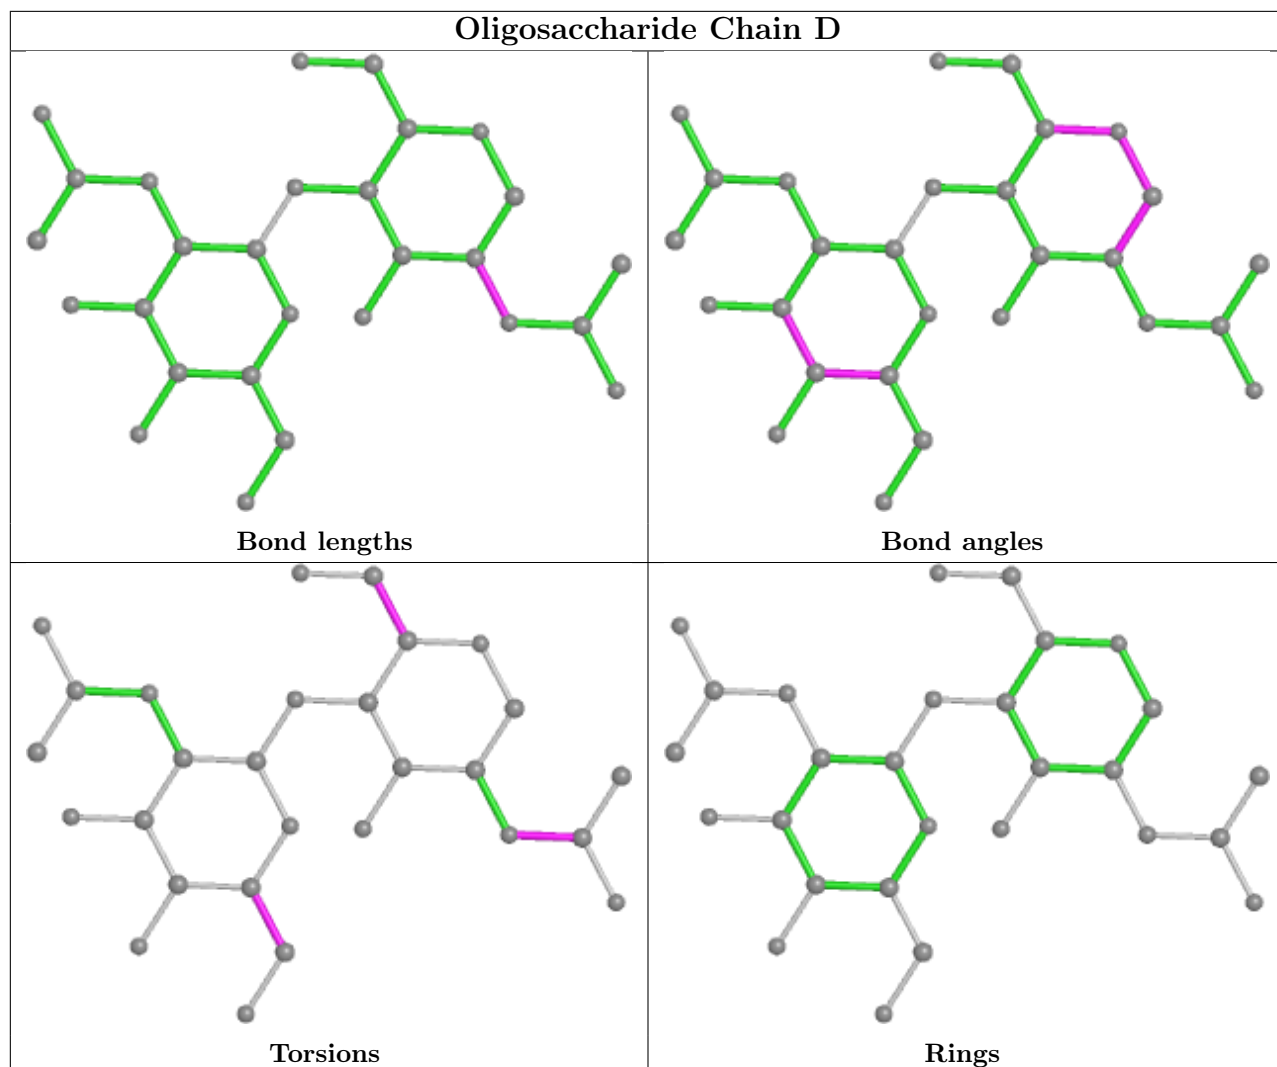 Oligosaccharide Chain D
Bond lengths
Bond angles
Torsions
Rings